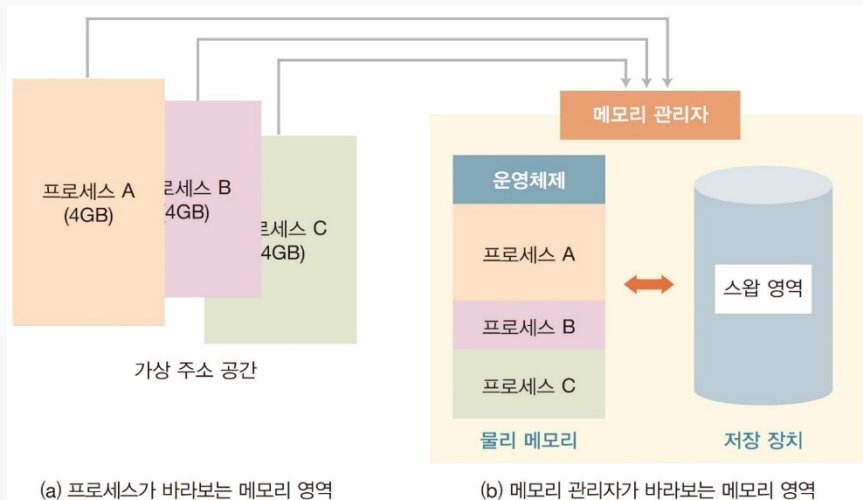 프로세스 A
(4GB)
로세스 B
4GB)
로세스 C
4GB)
가상 주소 공간
(a) 프로세스가 바라보는 메모리 영역
메모리 관리자
운영체제
프로세스 A
프로세스 B
프로세스 C
물리 메모리
스왑 영역
저장 장치
(b) 메모리 관리자가 바라보는 메모리 영역